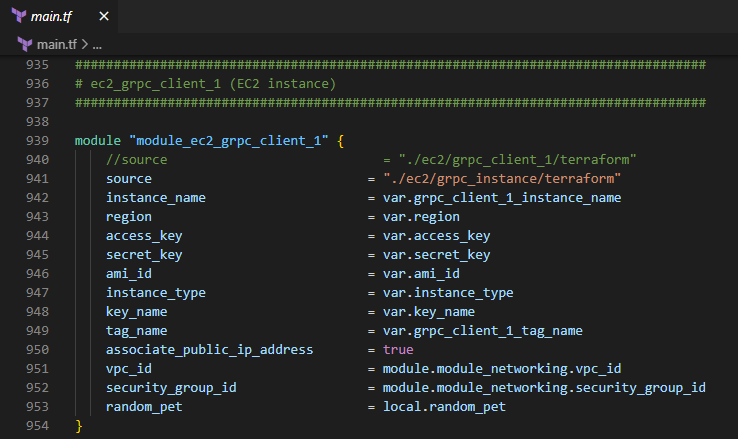 main.tf ×
main.tf > ...
935 ##################################################################################
936 # ec2_grpc_client_1 (EC2 instance)
937 ##################################################################################
938
939 module "module_ec2_grpc_client_1" {
940 //source = "./ec2/grpc_client_1/terraform"
941 source = "./ec2/grpc_instance/terraform"
942 instance_name = var.grpc_client_1_instance_name
943 region = var.region
944 access_key = var.access_key
945 secret_key = var.secret_key
946 ami_id = var.ami_id
947 instance_type = var.instance_type
948 key_name = var.key_name
949 tag_name = var.grpc_client_1_tag_name
950 associate_public_ip_address = true
951 vpc_id = module.module_networking.vpc_id
952 security_group_id = module.module_networking.security_group_id
953 random_pet = local.random_pet
954 }